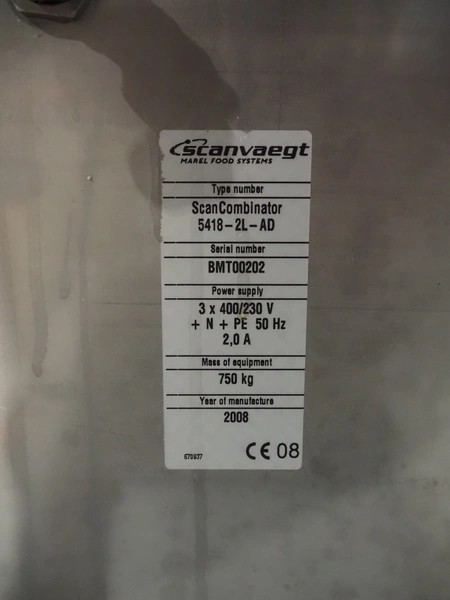 scanvaegt
MAREL FOOD SYSTEMS
Type number
ScanCombinator
5418-2L-AD
Serial number
BMT00202
Power supply
3 x 400/230 V
+ N + PE 50 Hz
2,0 A
Mass of equipment
750 kg
Year of manufacture
2008
670937
CE 08